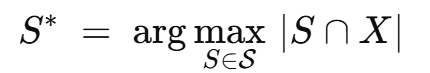 S* = arg max_{S∈𝒮} |S ∩ X|